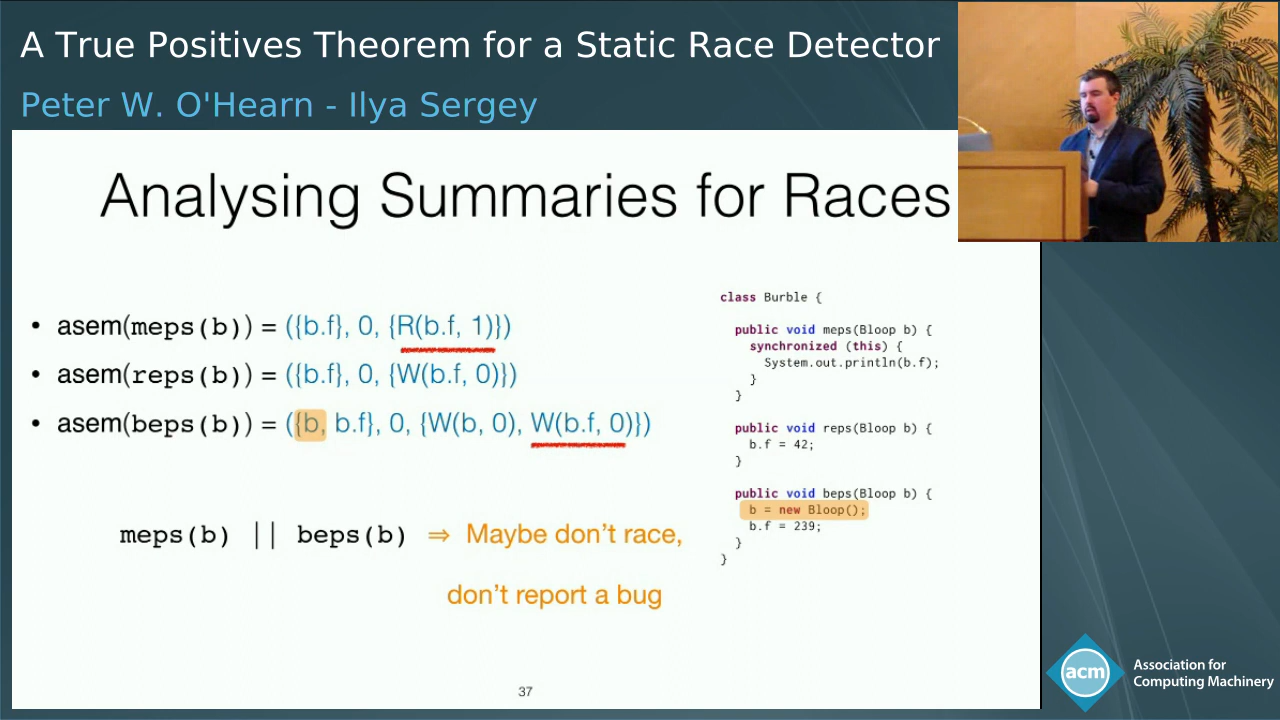 A True Positives Theorem for a Static Race Detector
Peter W. O'Hearn - Ilya Sergey
Analysing Summaries for Races
• asem(meps(b)) = ({b.f}, 0, {R(b.f, 1)})
• asem(reps(b)) = ({b.f}, 0, {W(b.f, 0)})
• asem(beps(b)) = ({b, b.f}, 0, {W(b, 0), W(b.f, 0)})
meps(b) || beps(b) ⇒ Maybe don't race,
don't report a bug
class Burble {
public void meps(Bloop b) {
synchronized (this) {
System.out.println(b.f);
}
}
public void reps(Bloop b) {
b.f = 42;
}
public void beps(Bloop b) {
b = new Bloop();
b.f = 239;
}
}
37
acm
Association for
Computing Machinery